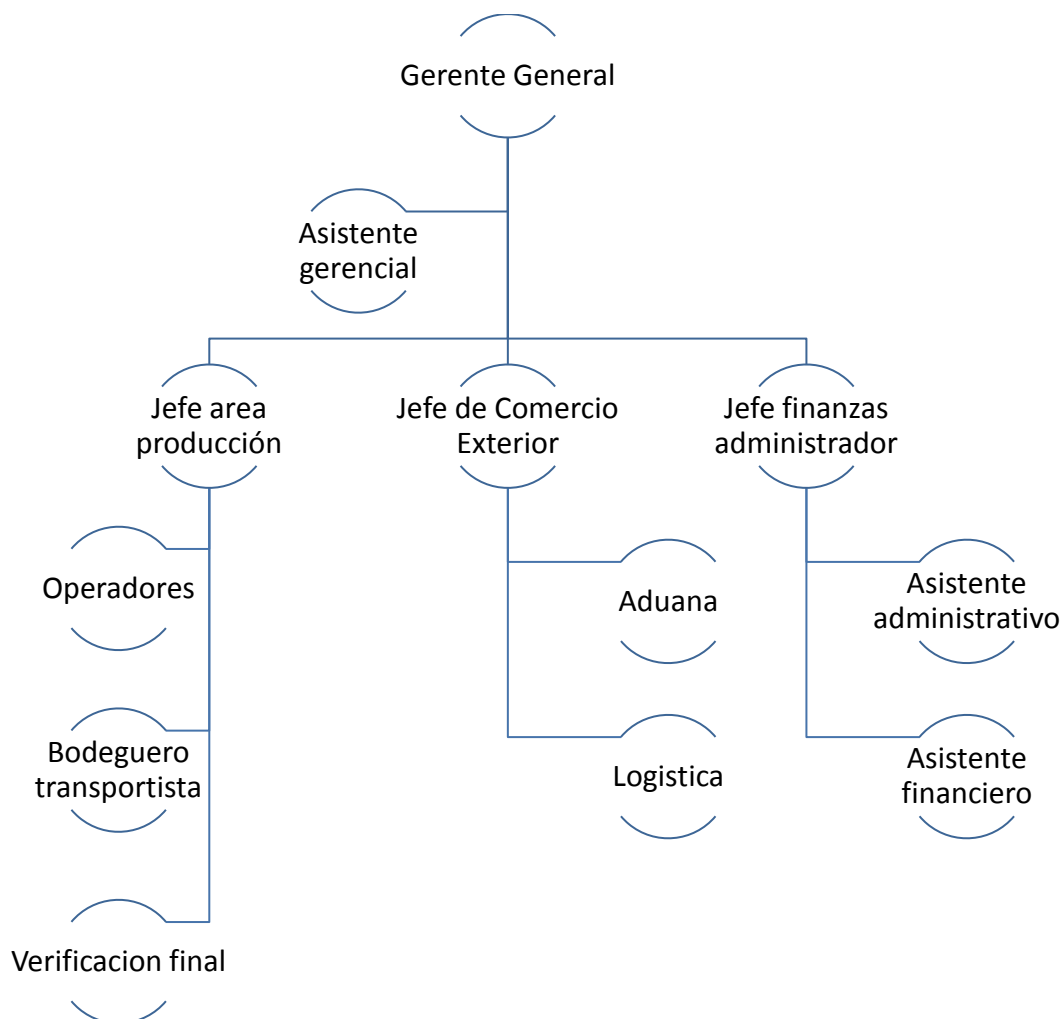 Gerente General
Asistente
gerencial
Jefe area
producción
Jefe de Comercio
Exterior
Jefe finanzas
administrador
Operadores
Bodeguero
transportista
Verificacion final
Aduana
Logistica
Asistente
administrativo
Asistente
financiero